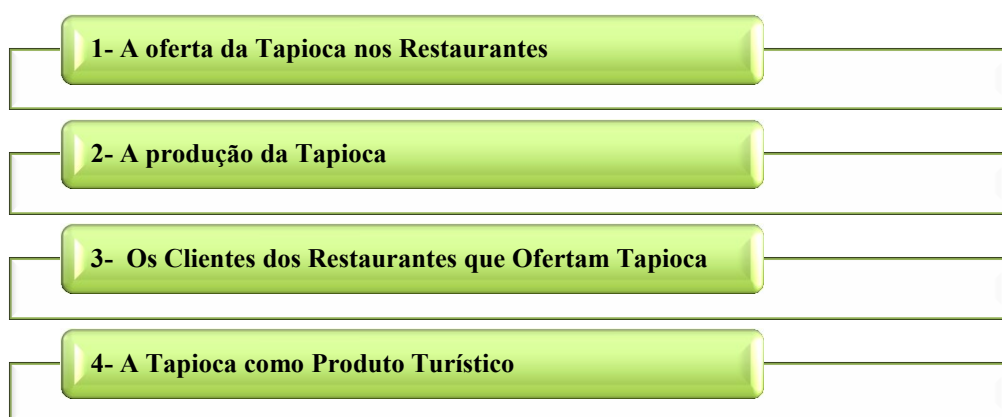 1- A oferta da Tapioca nos Restaurantes
2- A produção da Tapioca
3- Os Clientes dos Restaurantes que Ofertam Tapioca
4- A Tapioca como Produto Turístico